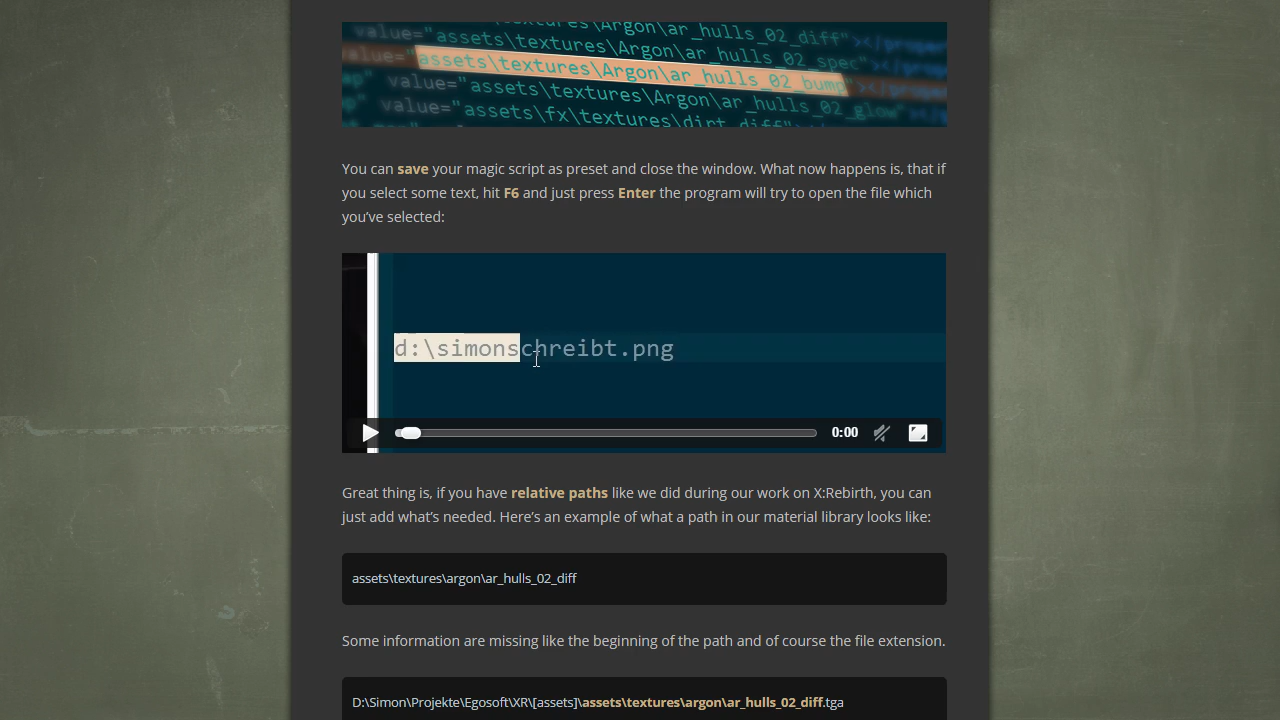 value="assets\textures\Argon\ar_hulls_02_diff"></proper
value="assets\textures\Argon\ar_hulls_02_spec"></prop
assets\textures\Argon\ar_hulls_02_bump"></prop
value="assets\textures\Argon\ar_hulls_02_glow"
value="assets\fx\textures\dirt_diff"
You can save your magic script as preset and close the window. What now happens is, that if
you select some text, hit F6 and just press Enter the program will try to open the file which
you've selected:
d:\simonschreibt.png
0:00
Great thing is, if you have relative paths like we did during our work on X:Rebirth, you can
just add what's needed. Here's an example of what a path in our material library looks like:
assets\textures\argon\ar_hulls_02_diff
Some information are missing like the beginning of the path and of course the file extension.
D:\Simon\Projekte\Egosoft\XR\[assets]\assets\textures\argon\ar_hulls_02_diff.tga